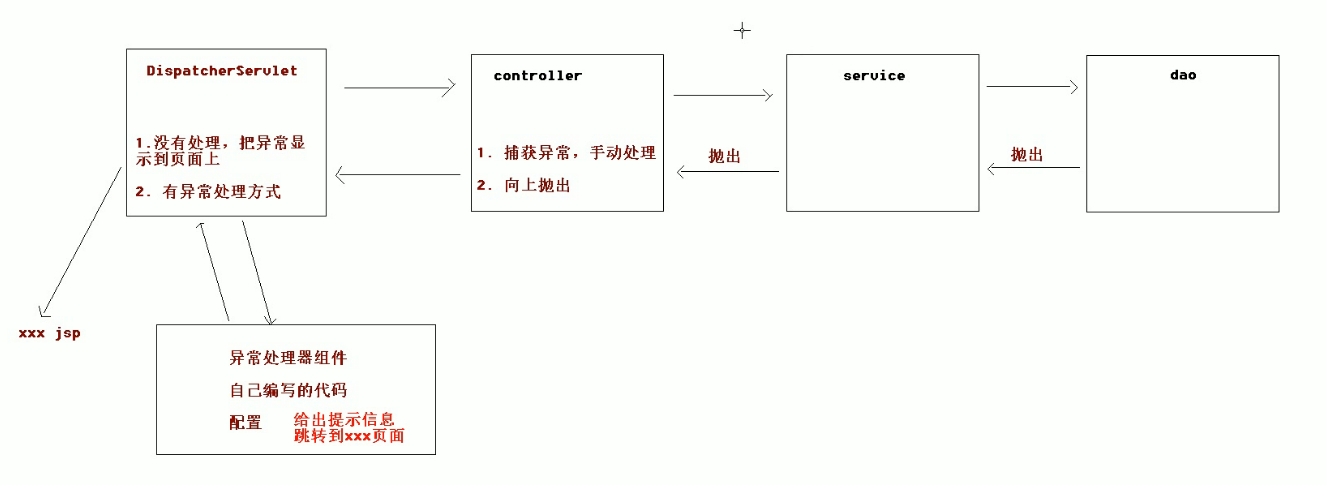 DispatcherServlet
1.没有处理，把异常显
示到页面上
2. 有异常处理方式
controller
1. 捕获异常，手动处理
2. 向上抛出
抛出
service
抛出
dao
xxx jsp
异常处理器组件
自己编写的代码
配置
给出提示信息
跳转到xxx页面